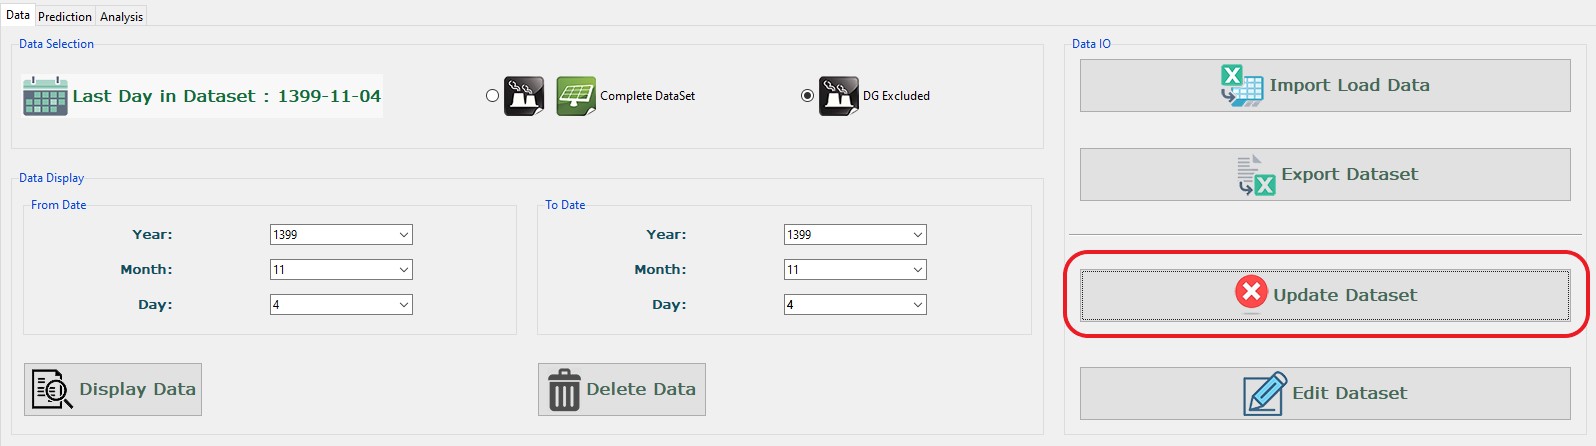 Data Prediction Analysis
Data Selection
Last Day in Dataset : 1399-11-04
Complete DataSet
DG Excluded
Data Display
From Date
Year: 1399
Month: 11
Day: 4
To Date
Year: 1399
Month: 11
Day: 4
Display Data
Delete Data
Data IO
Import Load Data
Export Dataset
Update Dataset
Edit Dataset